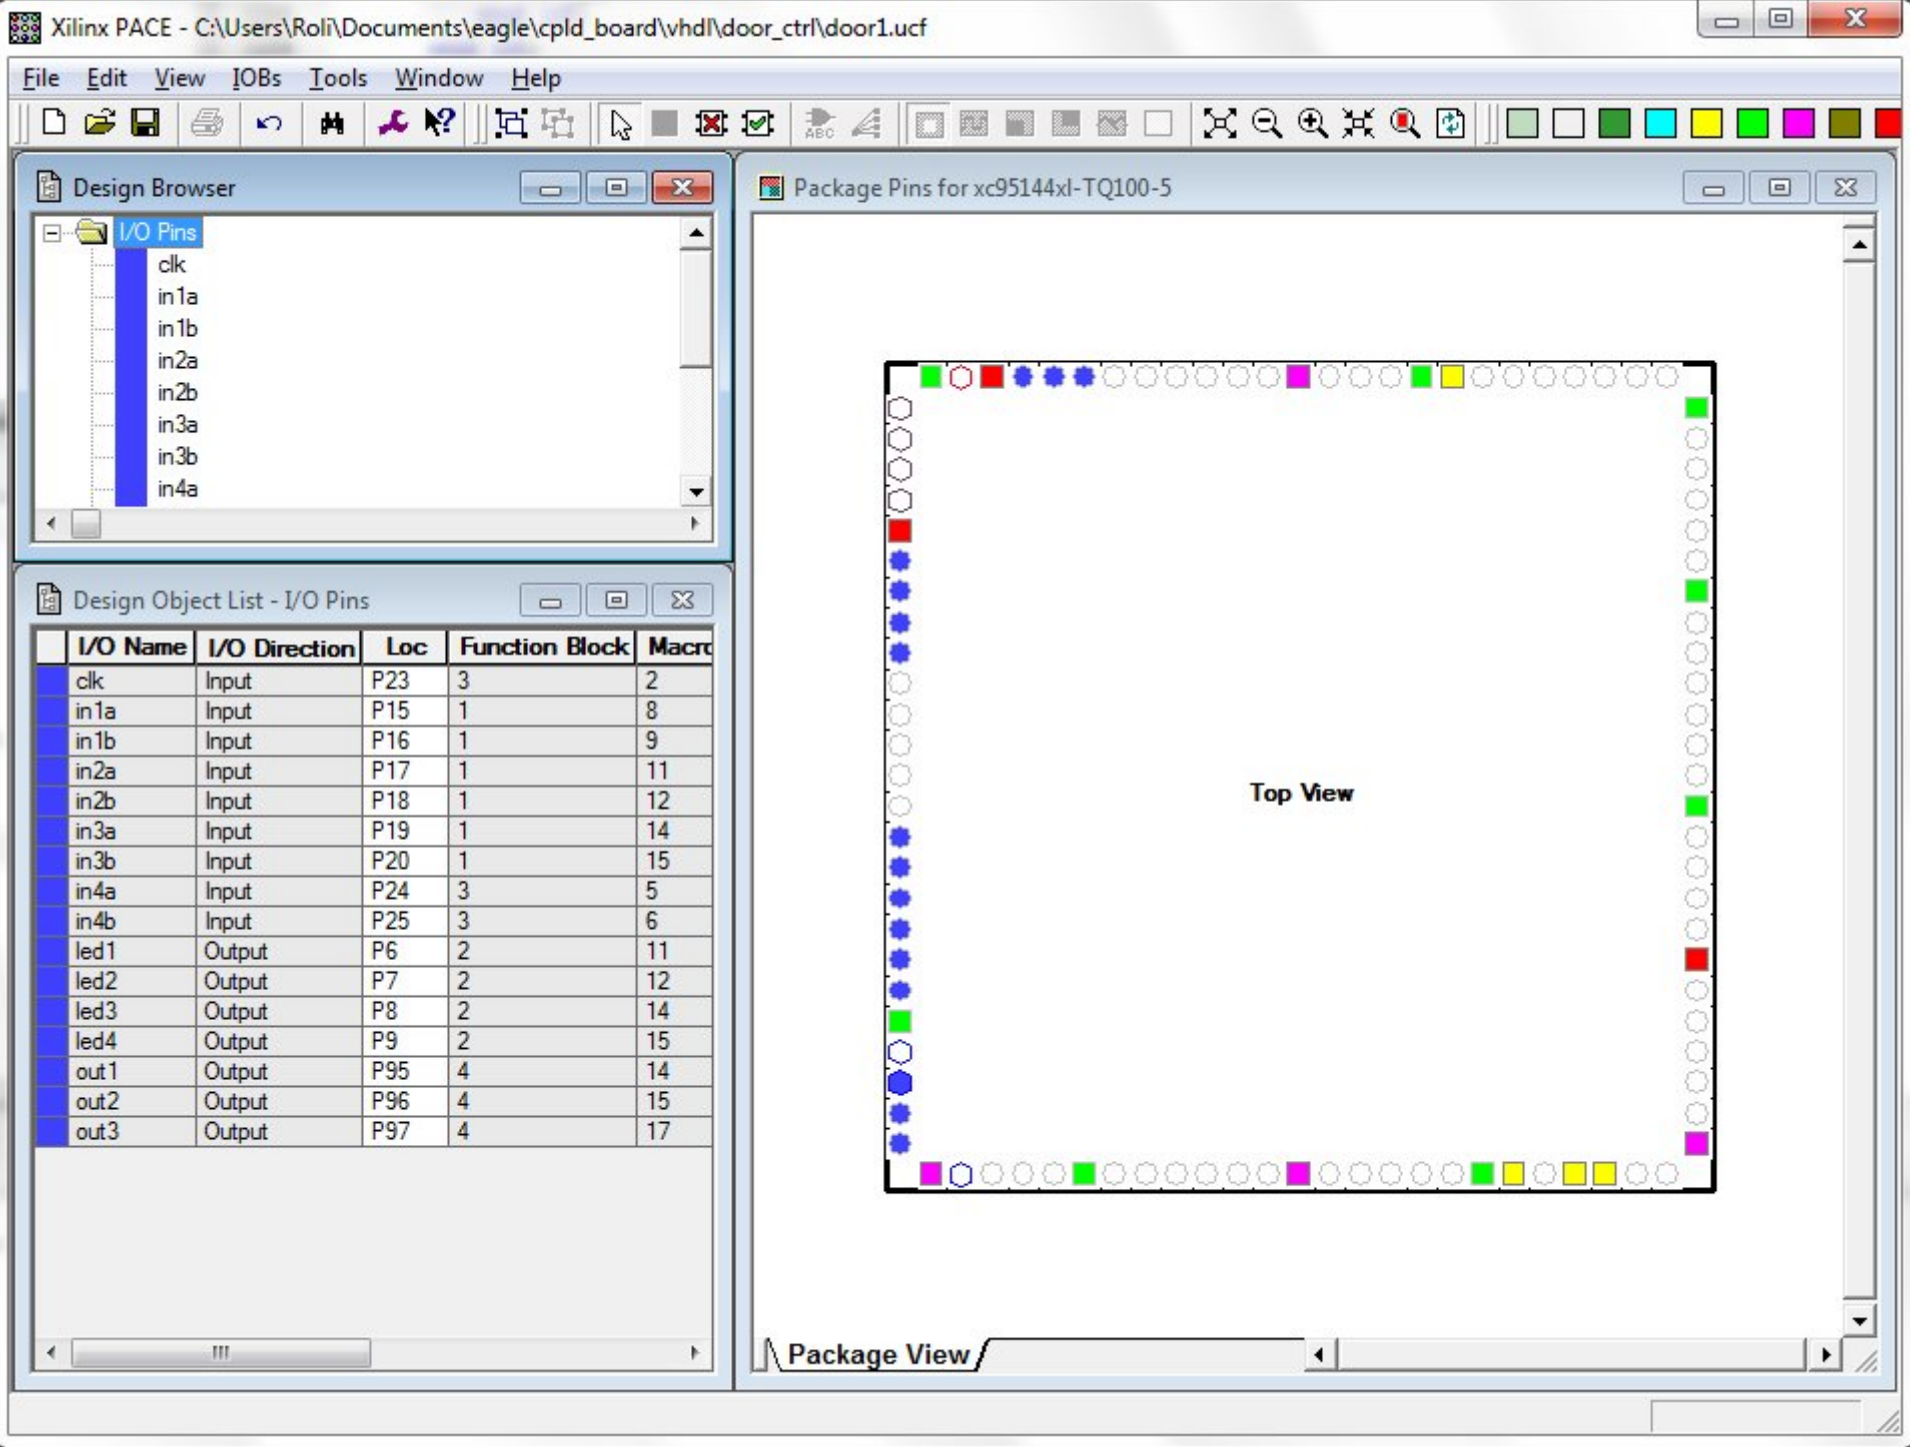 Xilinx PACE - C:\Users\Roli\Documents\eagle\cpld_board\vhdl\door_ctrl\door1.ucf
File Edit View IOBs Tools Window Help
ABC
Design Browser
I/O Pins
clk
in1a
in1b
in2a
in2b
in3a
in3b
in4a
Design Object List - I/O Pins
I/O Name I/O Direction Loc Function Block Macro
clk Input P23 3 2
in1a Input P15 1 8
in1b Input P16 1 9
in2a Input P17 1 11
in2b Input P18 1 12
in3a Input P19 1 14
in3b Input P20 1 15
in4a Input P24 3 5
in4b Input P25 3 6
led1 Output P6 2 11
led2 Output P7 2 12
led3 Output P8 2 14
led4 Output P9 2 15
out1 Output P95 4 14
out2 Output P96 4 15
out3 Output P97 4 17
Package Pins for xc95144xl-TQ100-5
Top View
Package View